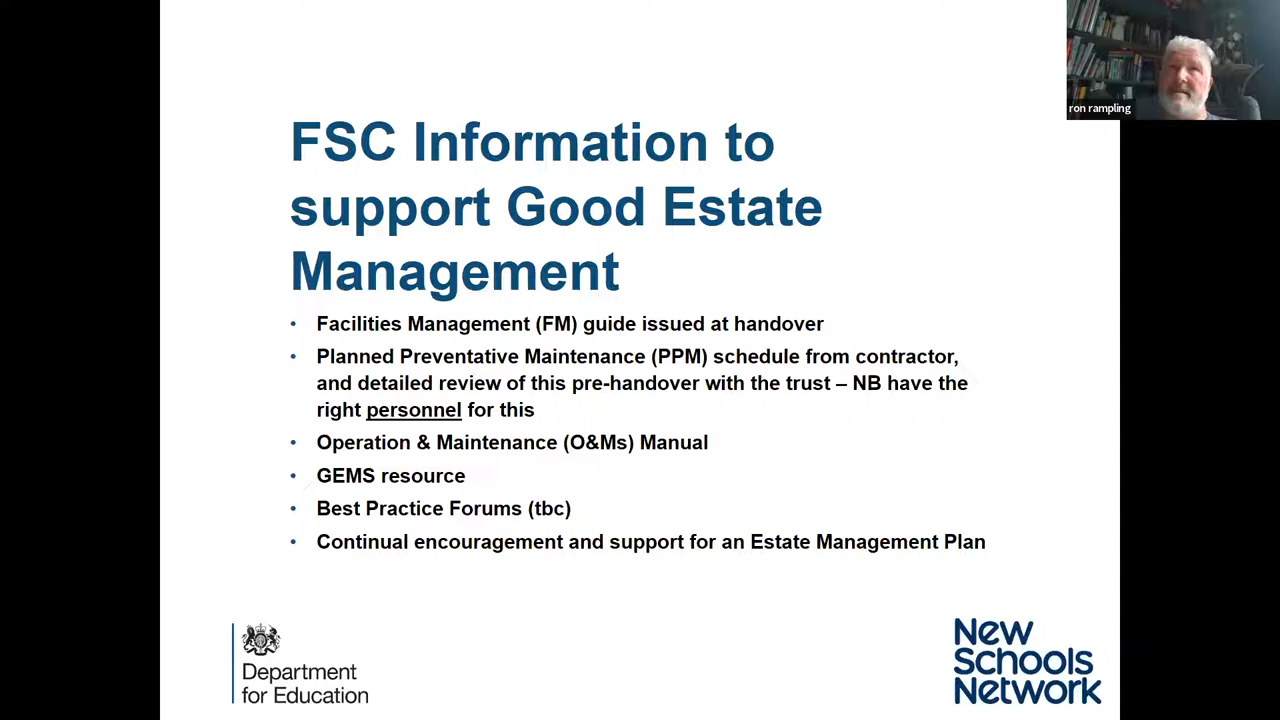 ron rampling
FSC Information to
support Good Estate
Management
• Facilities Management (FM) guide issued at handover
• Planned Preventative Maintenance (PPM) schedule from contractor,
and detailed review of this pre-handover with the trust – NB have the
right personnel for this
• Operation & Maintenance (O&Ms) Manual
• GEMS resource
• Best Practice Forums (tbc)
• Continual encouragement and support for an Estate Management Plan
Department
for Education
New
Schools
Network